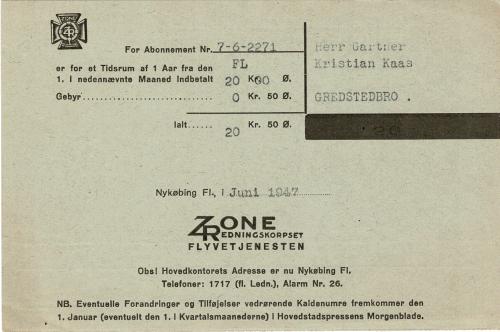 ZONE
R
For Abonnement Nr. 7-6-2271
FL
er for et Tidsrum af 1 Aar fra den
1. I nedennævnte Maaned Indbetalt 20 Kr. 00 Ø.
Gebyr 0 Kr. 50 Ø.
Ialt 20 Kr. 50 Ø.
Herr Gartner
Kristian Kaas
GREDSTEDBRO .
Nykøbing Fl., i Juni 1947
ZONE
REDNINGSKORPSET
FLYVETJENESTEN
Obs! Hovedkontorets Adresse er nu Nykøbing Fl.
Telefoner: 1717 (fl. Ledn.), Alarm Nr. 26.
NB. Eventuelle Forandringer og Tilføjelser vedrørende Kaldenumre fremkommer den
1. Januar (eventuelt den 1. i Kvartalsmaanederne) i Hovedstadspressens Morgenblade.